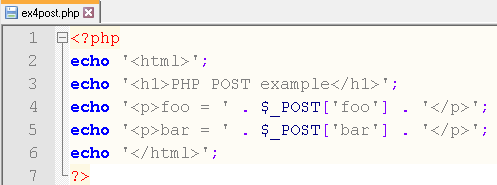 ex4post.php
1 <?php
2 echo '<html>';
3 echo '<h1>PHP POST example</h1>';
4 echo '<p>foo = ' . $_POST['foo'] . '</p>';
5 echo '<p>bar = ' . $_POST['bar'] . '</p>';
6 echo '</html>';
7 ?>